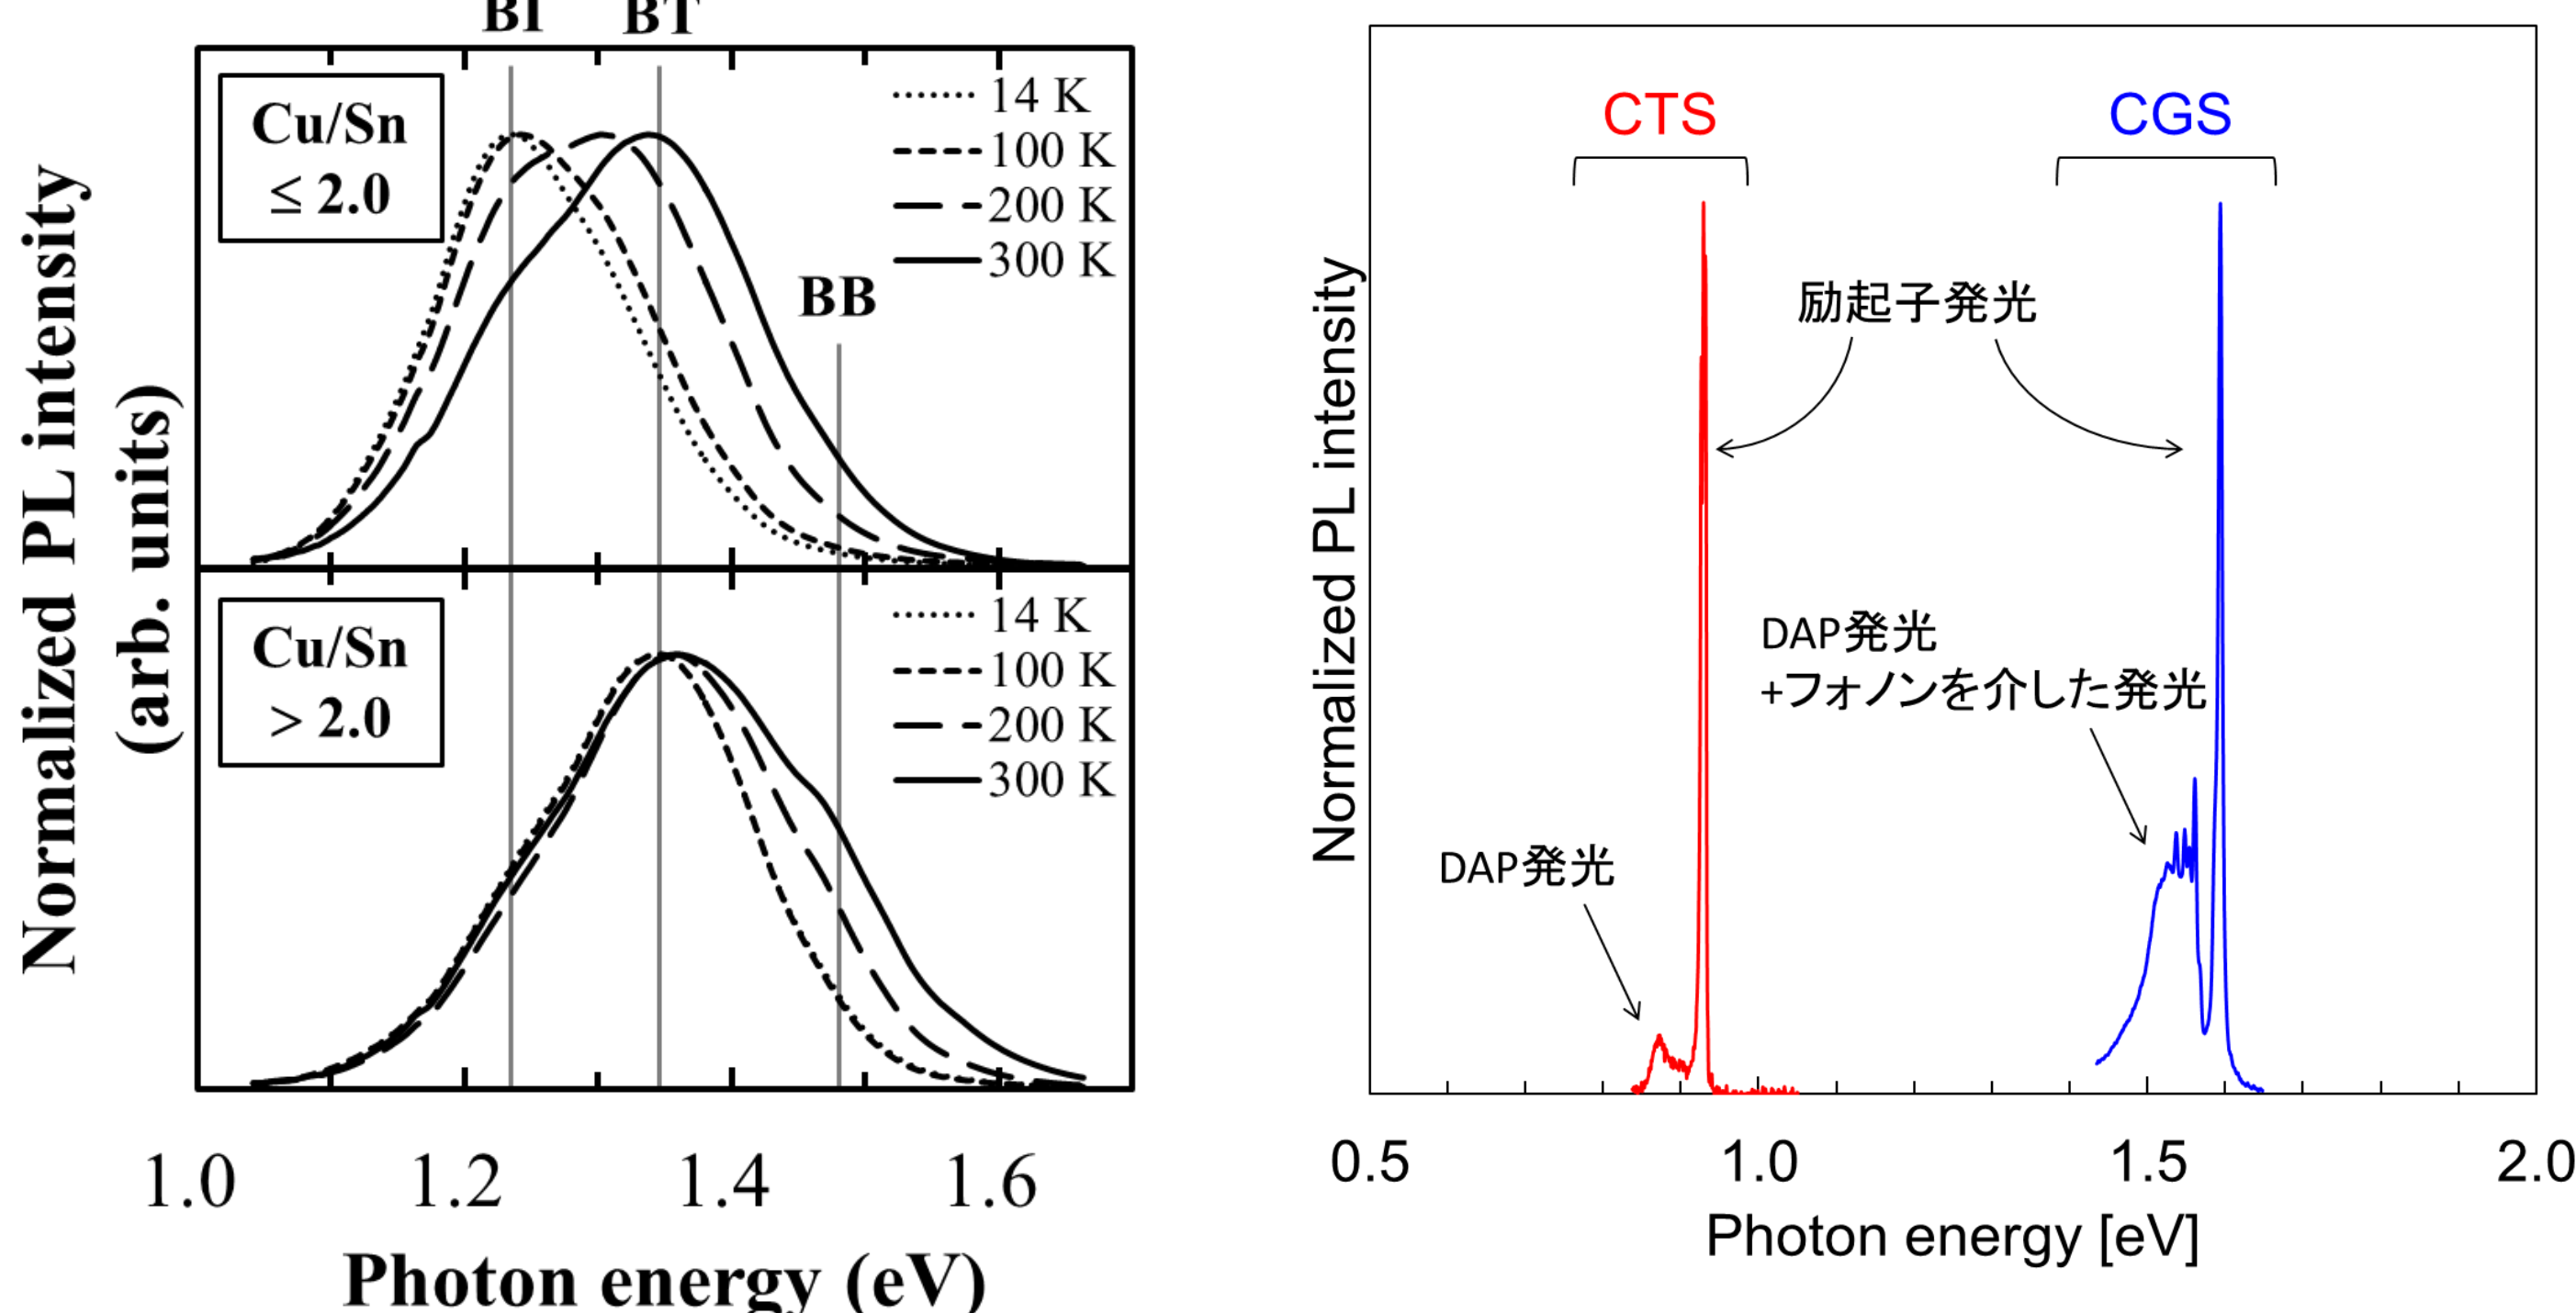 BI
BT
Cu/Sn
≤ 2.0
14 K
100 K
200 K
300 K
BB
Cu/Sn
> 2.0
14 K
100 K
200 K
300 K
Normalized PL intensity
(arb. units)
1.0
1.2
1.4
1.6
Photon energy (eV)
CTS
CGS
励起子発光
DAP発光
+フォノンを介した発光
DAP発光
Normalized PL intensity
0.5
1.0
1.5
2.0
Photon energy [eV]